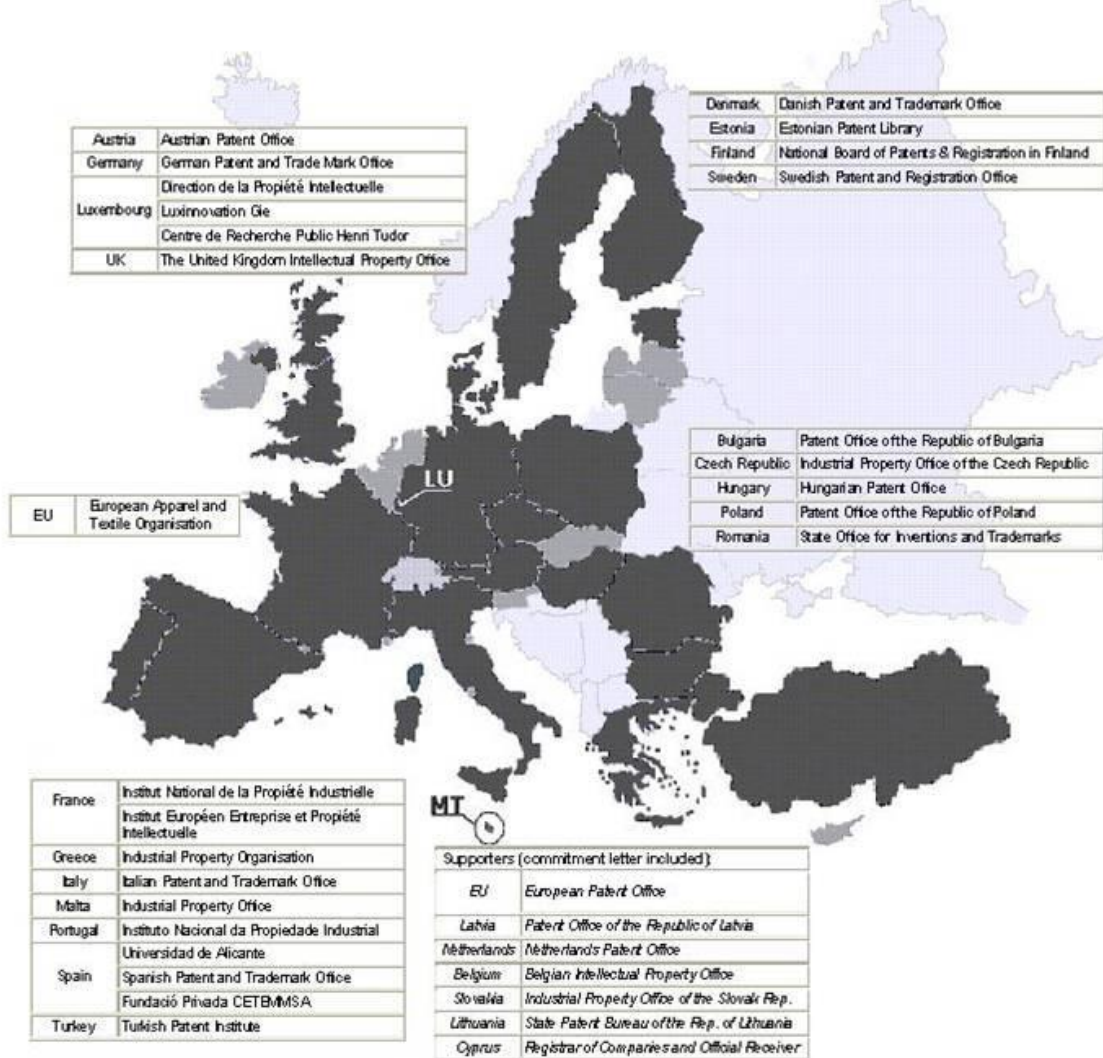 Austria Austrian Patent Office
Germany German Patent and Trade Mark Office
Luxembourg Direction de la Propiété Intellectuelle
Luxinnovation Gie
Centre de Recherche Public Henri Tudor
UK The United Kingdom Intellectual Property Office
Denmark Danish Patent and Trademark Office
Estonia Estonian Patent Library
Finland National Board of Patents & Registration in Finland
Sweden Swedish Patent and Registration Office
Bulgaria Patent Office of the Republic of Bulgaria
Czech Republic Industrial Property Office of the Czech Republic
Hungary Hungarian Patent Office
Poland Patent Office of the Republic of Poland
Romania State Office for Inventions and Trademarks
LU
EU European Apparel and
Textile Organisation
MT
France Institut National de la Propiété Industrielle
Institut Européen Entreprise et Propiété
Intellectuelle
Greece Industrial Property Organisation
Italy Italian Patent and Trademark Office
Malta Industrial Property Office
Portugal Instituto Nacional da Propiedade Industrial
Spain Universidad de Alicante
Spanish Patent and Trademark Office
Fundació Privada CETEMMSA
Turkey Turkish Patent Institute
Supporters (commitment letter included):
EU European Patent Office
Latvia Patent Office of the Republic of Latvia
Netherlands Netherlands Patent Office
Belgium Belgian Intellectual Property Office
Slovakia Industrial Property Office of the Slovak Rep.
Lithuania State Patent Bureau of the Rep. of Lithuania
Cyprus Registrar of Companies and Official Receiver